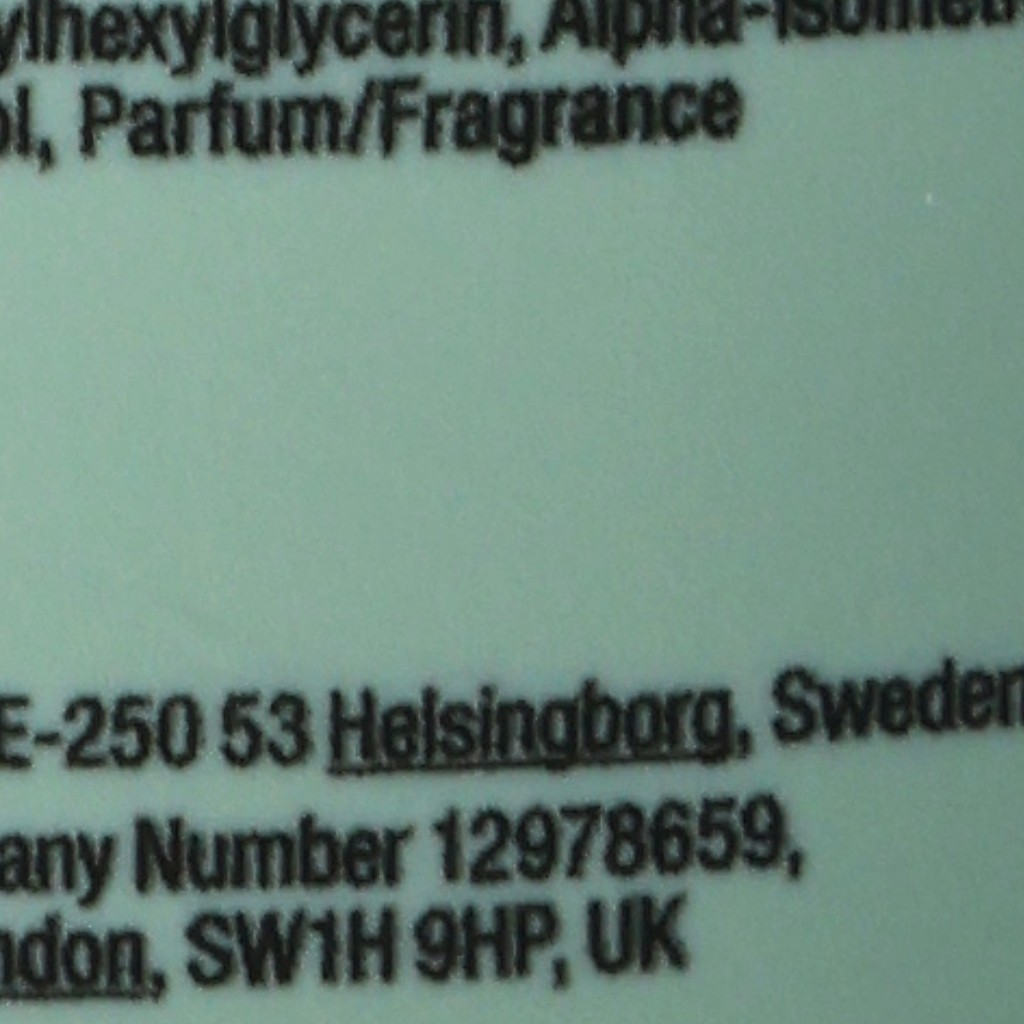 ylhexylglycerin, Alpha-Isomet
ol, Parfum/Fragrance
E-250 53 Helsingborg, Sweden
any Number 12978659,
ndon, SW1H 9HP, UK